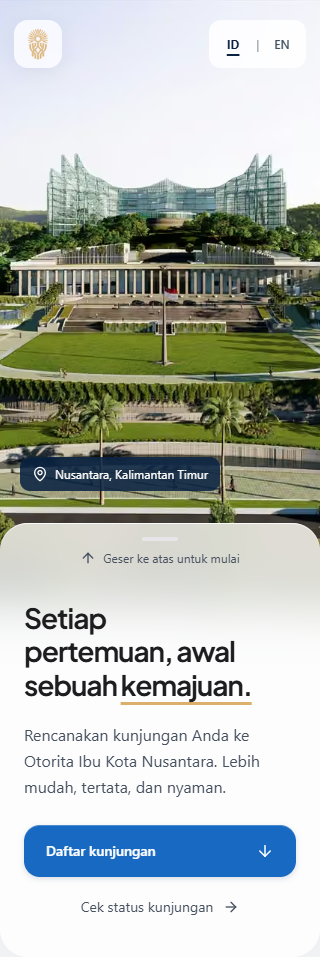 ID | EN
Nusantara, Kalimantan Timur
Geser ke atas untuk mulai
Setiap
pertemuan, awal
sebuah kemajuan.
Rencanakan kunjungan Anda ke
Otorita Ibu Kota Nusantara. Lebih
mudah, tertata, dan nyaman.
Daftar kunjungan
Cek status kunjungan